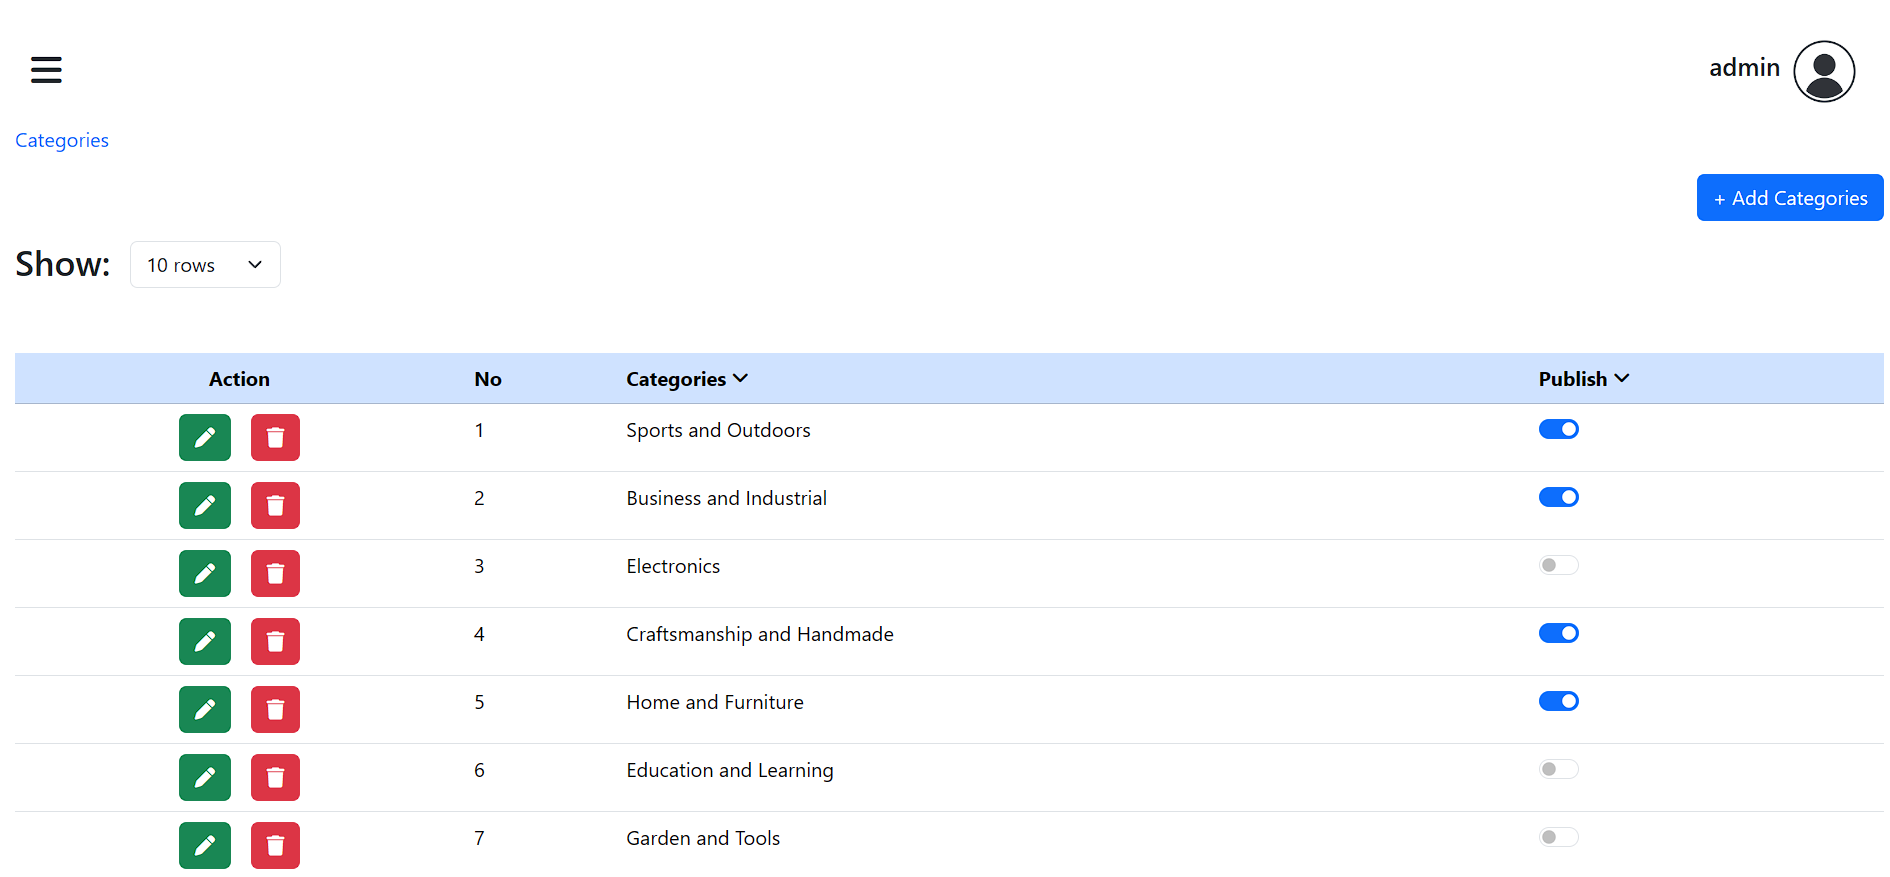 admin
Categories
+ Add Categories
Show: 10 rows
Action No Categories Publish
1 Sports and Outdoors
2 Business and Industrial
3 Electronics
4 Craftsmanship and Handmade
5 Home and Furniture
6 Education and Learning
7 Garden and Tools